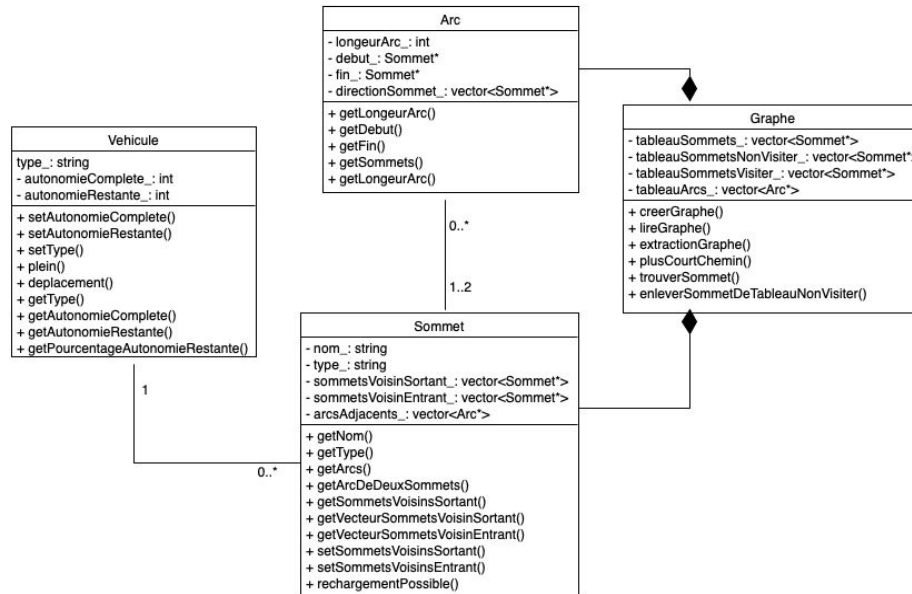 Arc
- longeurArc_: int
- debut_: Sommet*
- fin_: Sommet*
- directionSommet_: vector<Sommet*>
+ getLongeurArc()
+ getDebut()
+ getFin()
+ getSommets()
+ getLongeurArc()
Graphe
- tableauSommets_: vector<Sommet*>
- tableauSommetsNonVisiter_: vector<Sommet*
- tableauSommetsVisiter_: vector<Sommet*>
- tableauArcs_: vector<Arc*>
+ creerGraphe()
+ lireGraphe()
+ extractionGraphe()
+ plusCourtChemin()
+ trouverSommet()
+ enleverSommetDeTableauNonVisiter()
Vehicule
type_: string
- autonomieComplete_: int
- autonomieRestante_: int
+ setAutonomieComplete()
+ setAutonomieRestante()
+ setType()
+ plein()
+ deplacement()
+ getType()
+ getAutonomieComplete()
+ getAutonomieRestante()
+ getPourcentageAutonomieRestante()
0..*
1..2
1
0..*
Sommet
- nom_: string
- type_: string
- sommetsVoisinSortant_: vector<Sommet*>
- sommetsVoisinEntrant_: vector<Sommet*>
- arcsAdjacents_: vector<Arc*>
+ getNom()
+ getType()
+ getArcs()
+ getArcDeDeuxSommets()
+ getSommetsVoisinsSortant()
+ getVecteurSommetsVoisinSortant()
+ getVecteurSommetsVoisinEntrant()
+ setSommetsVoisinsSortant()
+ setSommetsVoisinsEntrant()
+ rechargementPossible()